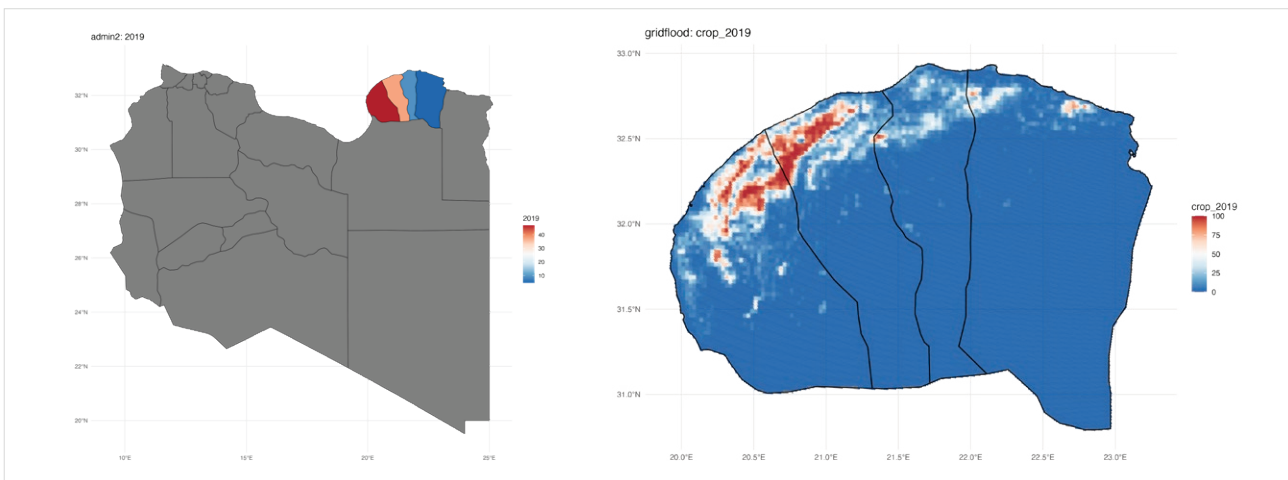 admin2: 2019
32°N
30°N
28°N
26°N
24°N
22°N
20°N
10°E
15°E
20°E
25°E
2019
40
30
20
10
gridflood: crop_2019
33.0°N
32.5°N
32.0°N
31.5°N
31.0°N
20.0°E
20.5°E
21.0°E
21.5°E
22.0°E
22.5°E
23.0°E
crop_2019
100
75
50
25
0